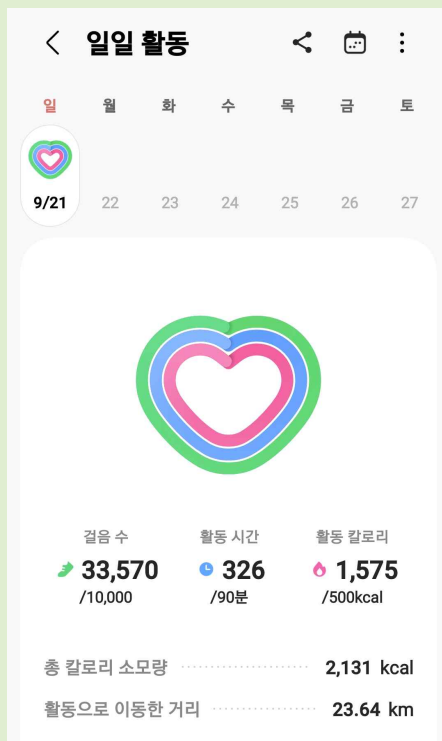 일일 활동
일 월 화 수 목 금 토
9/21 22 23 24 25 26 27
걸음 수 활동 시간 활동 칼로리
33,570 326 1,575
/10,000 /90분 /500kcal
총 칼로리 소모량 2,131 kcal
활동으로 이동한 거리 23.64 km